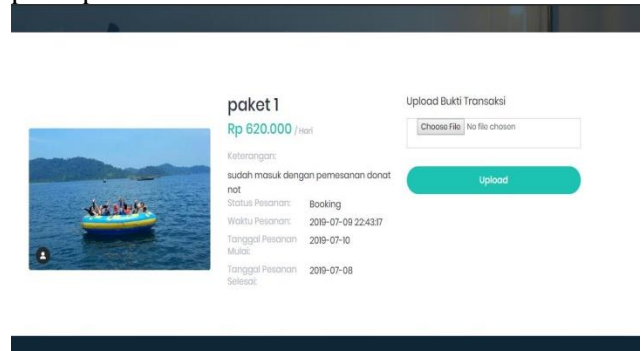 paket 1
Rp 620.000 / Hari
Keterangan:
sudah masuk dengan pemesanan donat
not
Status Pesanan: Booking
Waktu Pesanan: 2019-07-09 22:43:17
Tanggal Pesanan Mulai: 2019-07-10
Tanggal Pesanan Selesai: 2019-07-08
Upload Bukti Transaksi
Choose File No file chosen
Upload